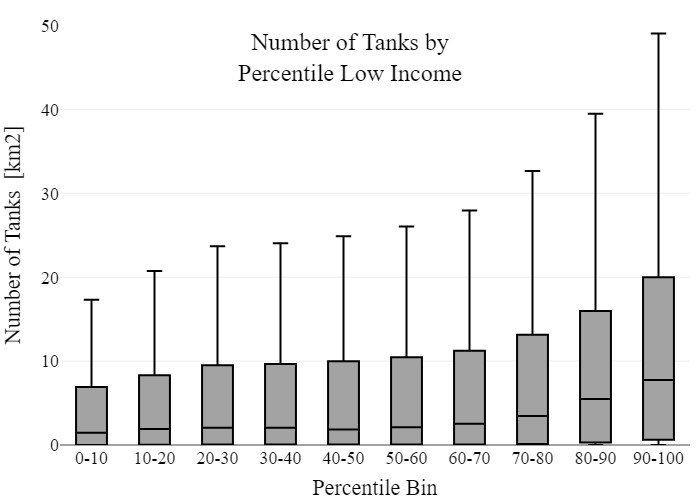 Number of Tanks by
Percentile Low Income
Number of Tanks [km2]
50
40
30
20
10
0
0-10 10-20 20-30 30-40 40-50 50-60 60-70 70-80 80-90 90-100
Percentile Bin